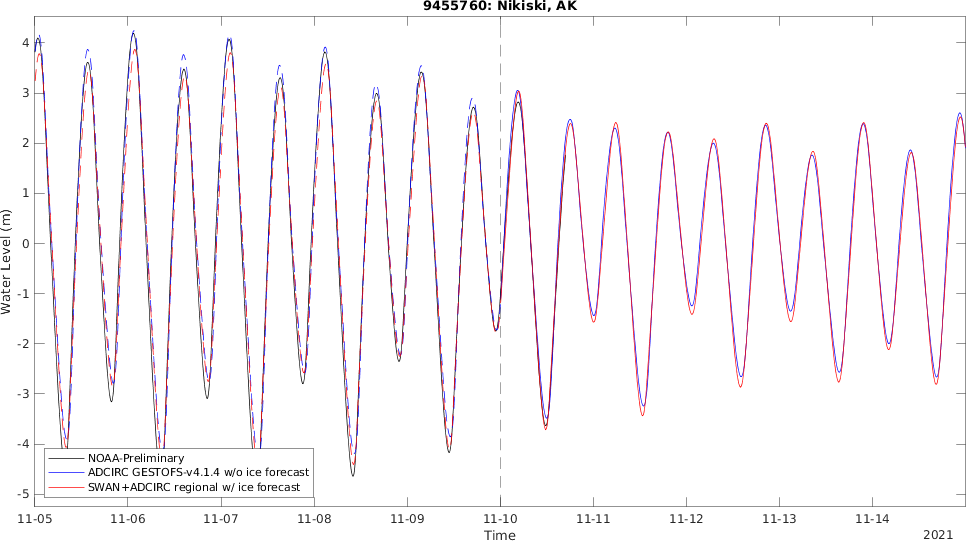 9455760: Nikiski, AK
Water Level (m)
4
3
2
1
0
-1
-2
-3
-4
-5
NOAA-Preliminary
ADCIRC GESTOFS-v4.1.4 w/o ice forecast
SWAN+ADCIRC regional w/ ice forecast
11-05 11-06 11-07 11-08 11-09 11-10 11-11 11-12 11-13 11-14
Time
2021